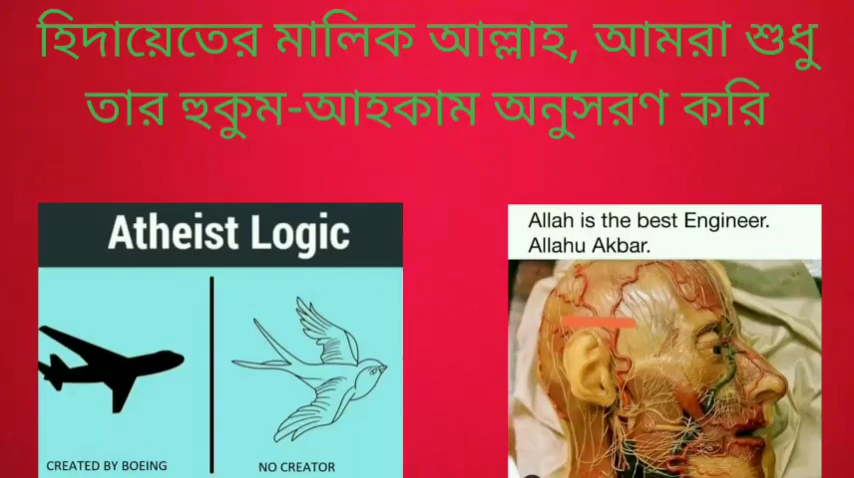 হিদায়েতের মালিক আল্লাহ, আমরা শুধু
তার হুকুম-আহকাম অনুসরণ করি
Atheist Logic
CREATED BY BOEING
NO CREATOR
Allah is the best Engineer.
Allahu Akbar.